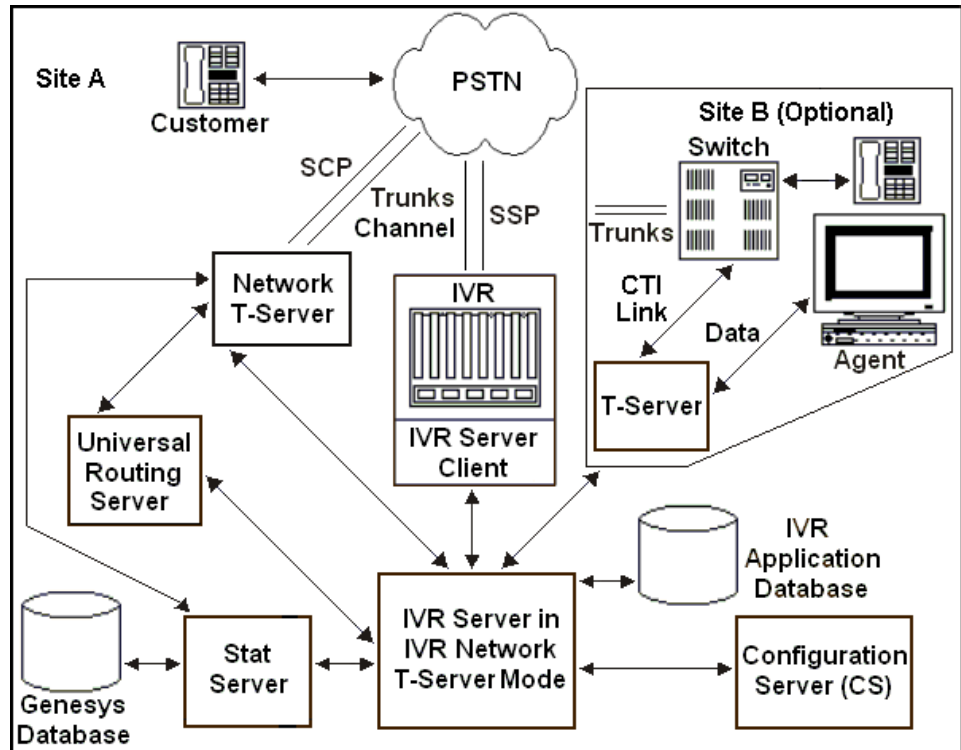 Site A
Customer
PSTN
Site B (Optional)
Switch
SCP
Trunks
Channel
SSP
Trunks
Network
T-Server
IVR
CTI
Link
Data
Agent
T-Server
IVR Server
Client
Universal
Routing
Server
IVR
Application
Database
IVR Server in
IVR Network
T-Server Mode
Stat
Server
Configuration
Server (CS)
Genesys
Database